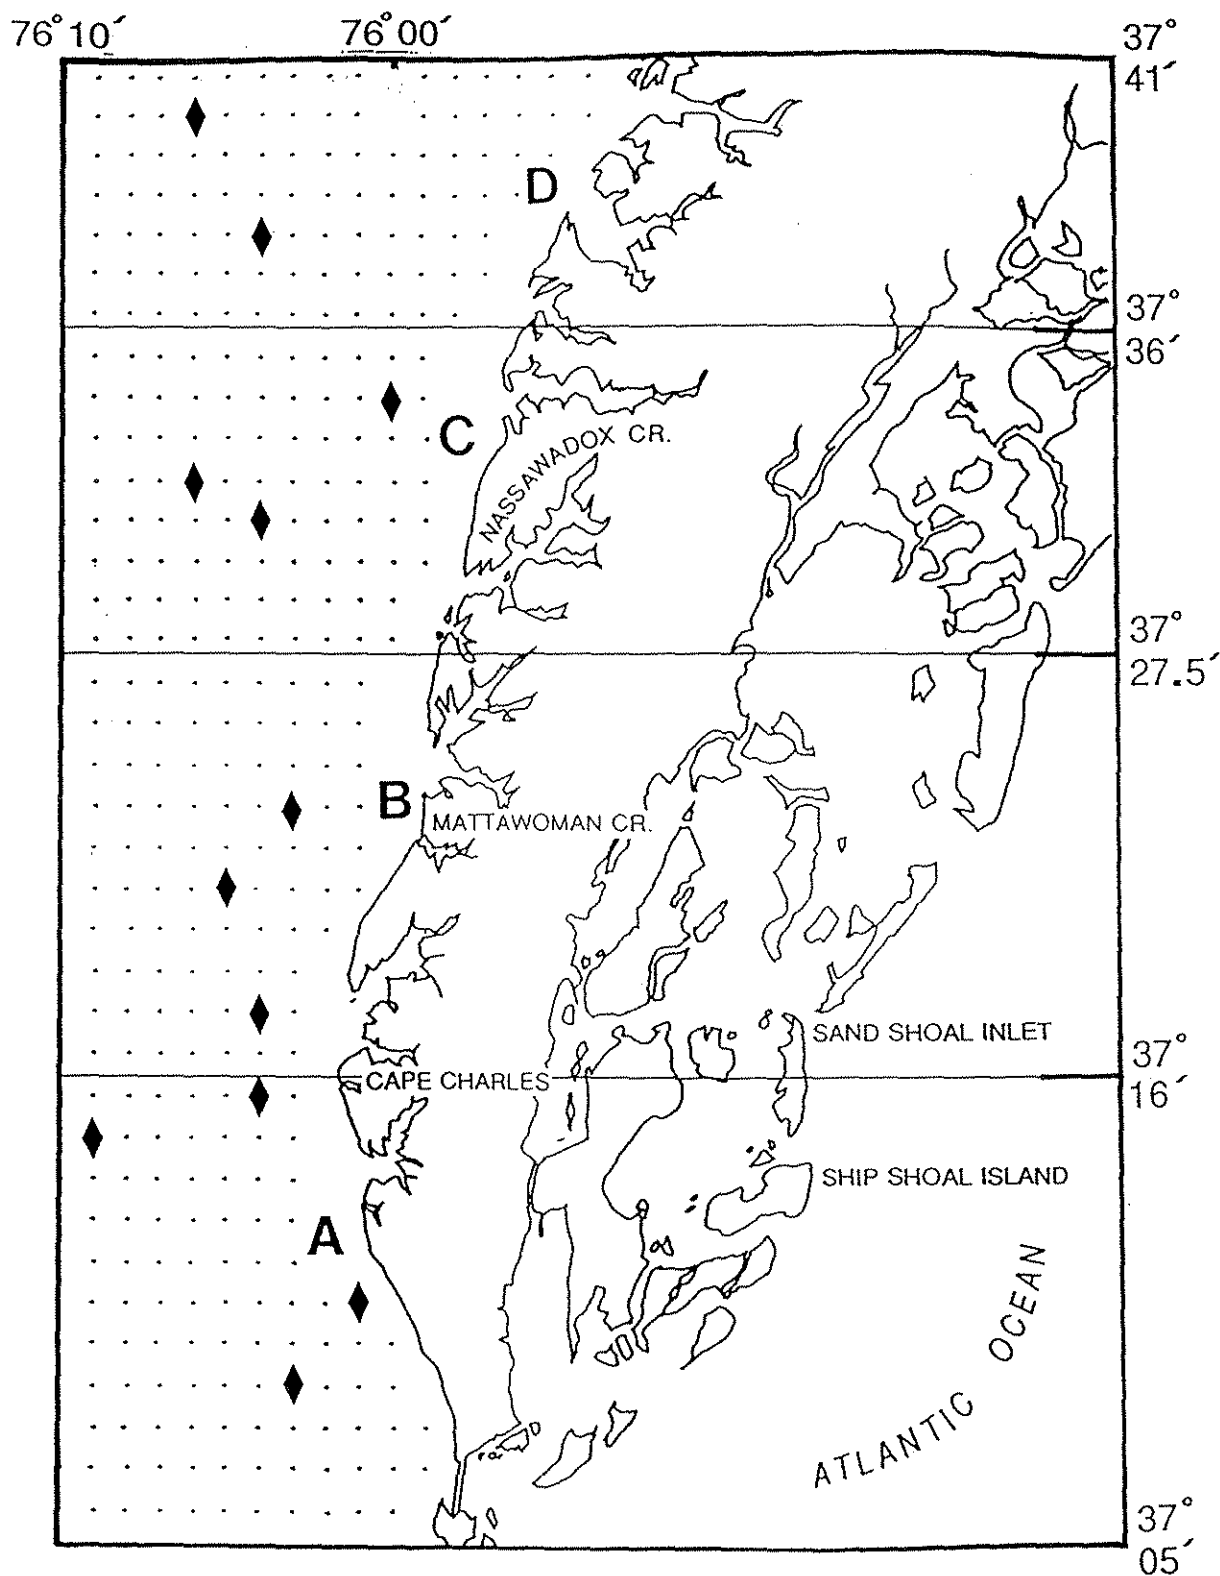 76°10′
76°00′
37°
41′
D
37°
36′
C
NASSAWADOX CR.
37°
27.5′
B
MATTAWOMAN CR.
SAND SHOAL INLET
37°
16′
CAPE CHARLES
SHIP SHOAL ISLAND
A
ATLANTIC OCEAN
37°
05′